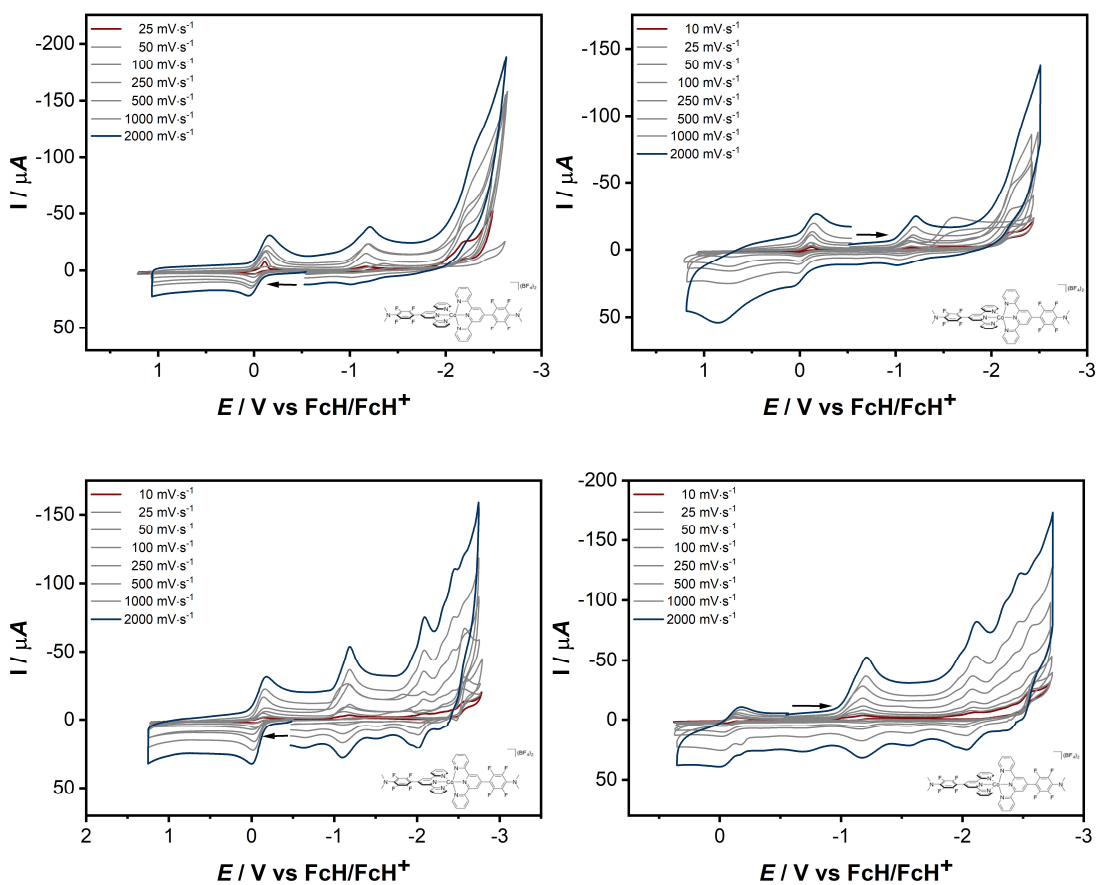 -200
-150
-100
-50
0
50
I / μA
25 mV·s⁻¹
50 mV·s⁻¹
100 mV·s⁻¹
250 mV·s⁻¹
500 mV·s⁻¹
1000 mV·s⁻¹
2000 mV·s⁻¹
(BF₄)₂
1
0
-1
-2
-3
E / V vs FcH/FcH⁺
-150
-100
-50
0
50
I / μA
10 mV·s⁻¹
25 mV·s⁻¹
50 mV·s⁻¹
100 mV·s⁻¹
250 mV·s⁻¹
500 mV·s⁻¹
1000 mV·s⁻¹
2000 mV·s⁻¹
(BF₄)₂
1
0
-1
-2
-3
E / V vs FcH/FcH⁺
-150
-100
-50
0
50
I / μA
10 mV·s⁻¹
25 mV·s⁻¹
50 mV·s⁻¹
100 mV·s⁻¹
250 mV·s⁻¹
500 mV·s⁻¹
1000 mV·s⁻¹
2000 mV·s⁻¹
(BF₄)₂
2
1
0
-1
-2
-3
E / V vs FcH/FcH⁺
-200
-150
-100
-50
0
50
I / μA
10 mV·s⁻¹
25 mV·s⁻¹
50 mV·s⁻¹
100 mV·s⁻¹
250 mV·s⁻¹
500 mV·s⁻¹
1000 mV·s⁻¹
2000 mV·s⁻¹
(BF₄)₂
0
-1
-2
-3
E / V vs FcH/FcH⁺